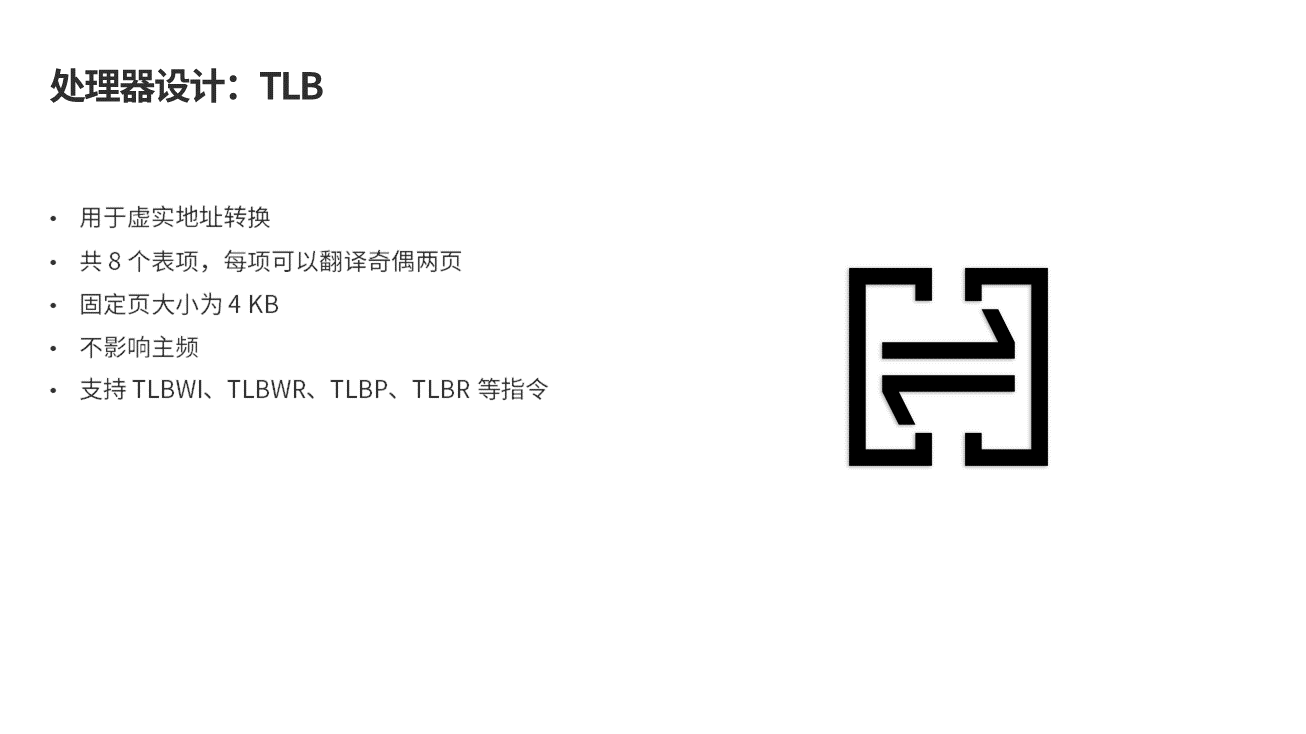 处理器设计：TLB
• 用于虚实地址转换
• 共 8 个表项，每项可以翻译奇偶两页
• 固定页大小为 4 KB
• 不影响主频
• 支持 TLBWI、TLBWR、TLBP、TLBR 等指令